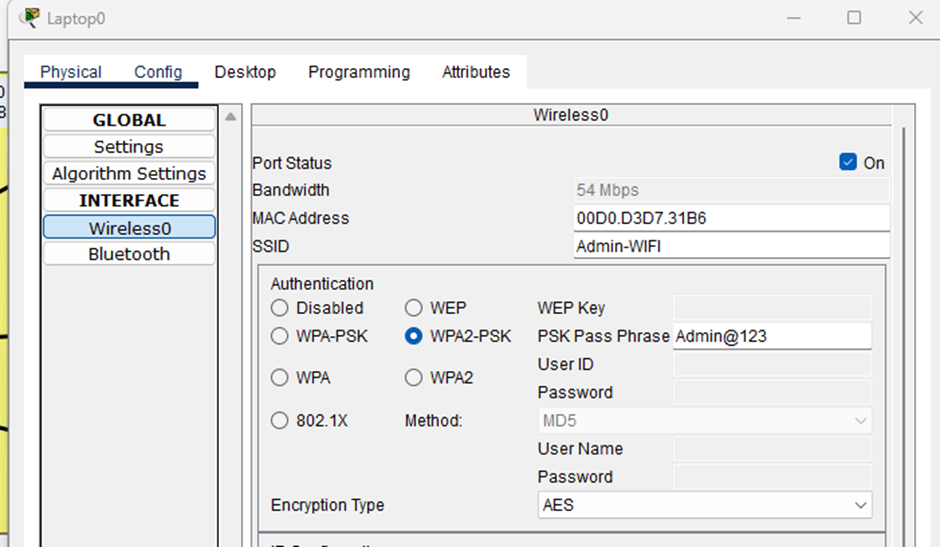 Laptop0
Physical Config Desktop Programming Attributes
0
8
GLOBAL
Settings
Algorithm Settings
INTERFACE
Wireless0
Bluetooth
Wireless0
Port Status On
Bandwidth 54 Mbps
MAC Address 00D0.D3D7.31B6
SSID Admin-WIFI
Authentication
Disabled WEP WEP Key
WPA-PSK WPA2-PSK PSK Pass Phrase Admin@123
User ID
WPA WPA2
Password
802.1X Method: MD5
User Name
Password
Encryption Type AES